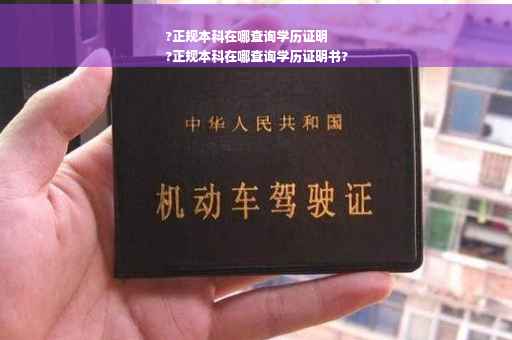 ?正规本科在哪查询学历证明
?正规本科在哪查询学历证明书?
中华人民共和国
机动车驾驶证